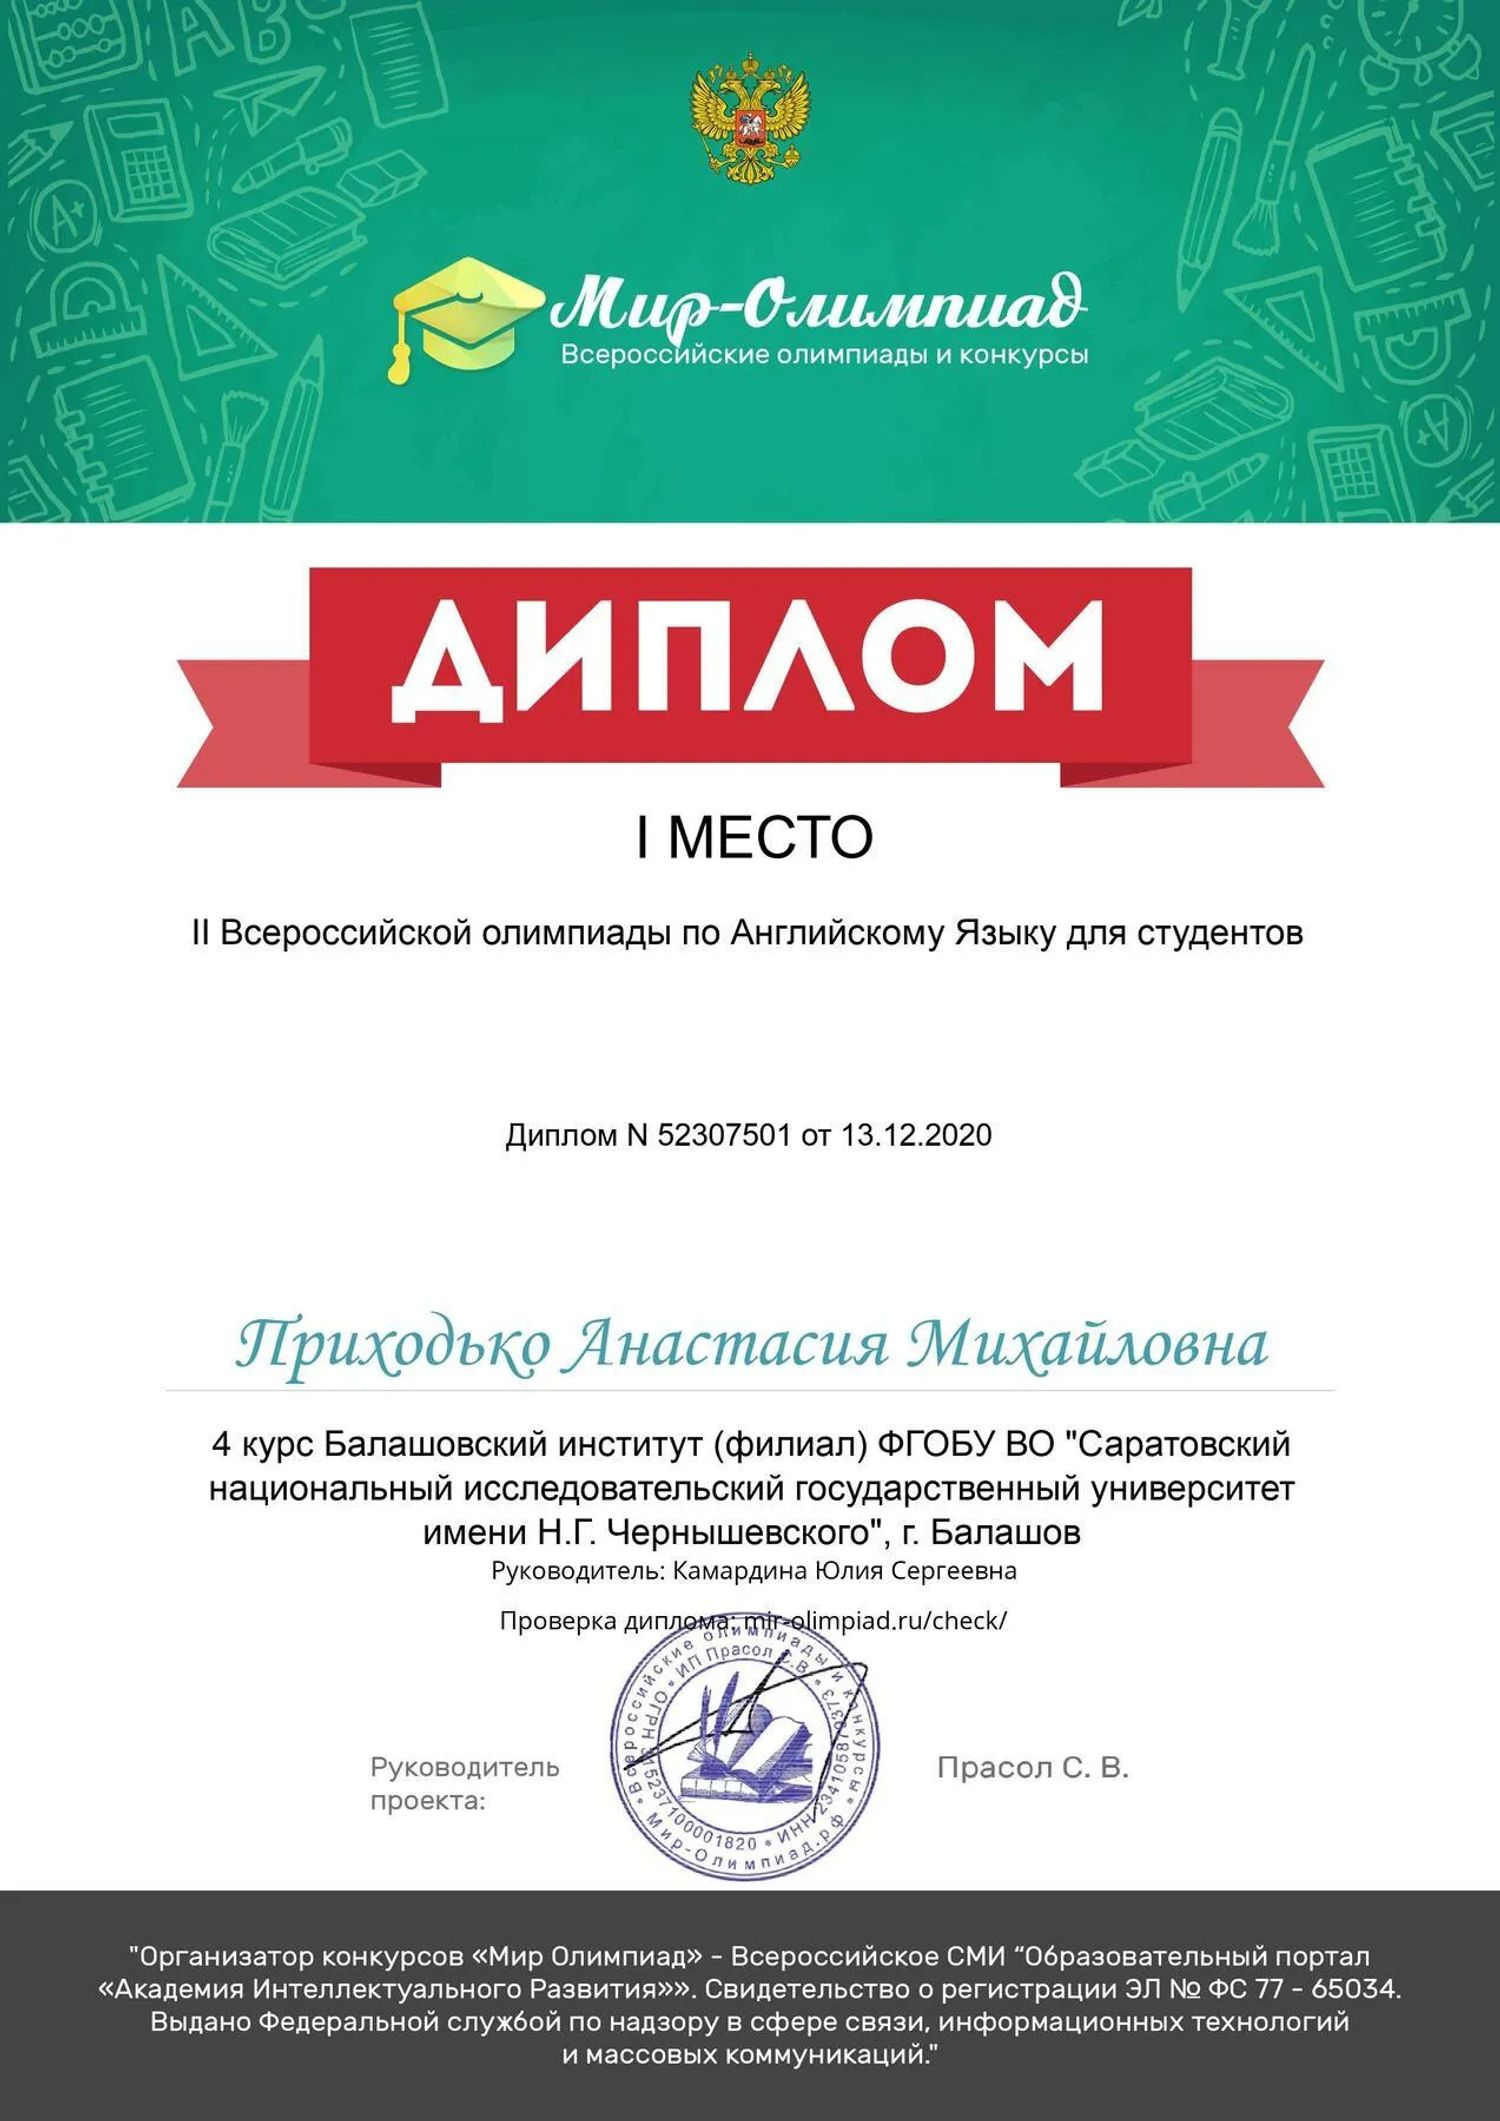 Мир-Олимпиад
Всероссийские олимпиады и конкурсы
ДИПЛОМ
I МЕСТО
II Всероссийской олимпиады по Английскому Языку для студентов
Диплом N 52307501 от 13.12.2020
Приходько Анастасия Михайловна
4 курс Балашовский институт (филиал) ФГОБУ ВО "Саратовский
национальный исследовательский государственный университет
имени Н.Г. Чернышевского", г. Балашов
Руководитель: Камардина Юлия Сергеевна
Проверка диплома: mir-olimpiad.ru/check/
• Всероссийские олимпиады и конкурсы •
Мир-Олимпиад.рф
ИП Прасол С.В. •
ОГРН 315237100001820 •
ИНН 234105870373
Руководитель
проекта:
Прасол С. В.
"Организатор конкурсов «Мир Олимпиад» - Всероссийское СМИ “Образовательный портал
«Академия Интеллектуального Развития»». Свидетельство о регистрации ЭЛ № ФС 77 - 65034.
Выдано Федеральной службой по надзору в сфере связи, информационных технологий
и массовых коммуникаций."